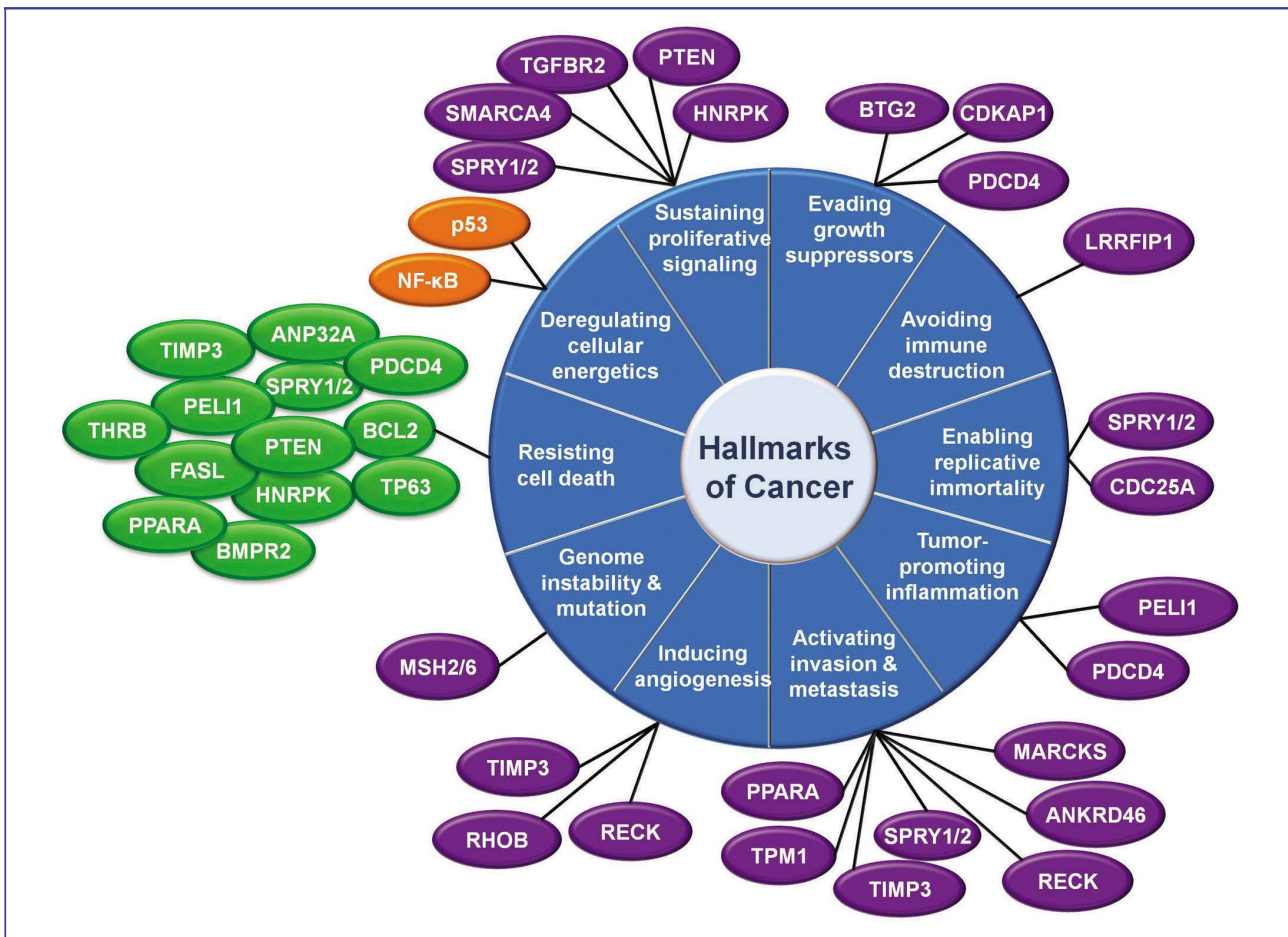 TGFBR2
PTEN
SMARCA4
HNRPK
SPRY1/2
BTG2
CDKAP1
PDCD4
LRRFIP1
p53
NF-κB
Sustaining
proliferative
signaling
Evading
growth
suppressors
Deregulating
cellular
energetics
Avoiding
immune
destruction
TIMP3
ANP32A
PDCD4
SPRY1/2
PELI1
THRB
PTEN
BCL2
FASL
HNRPK
TP63
PPARA
BMPR2
Resisting
cell death
Hallmarks
of Cancer
Enabling
replicative
immortality
SPRY1/2
CDC25A
Genome
instability &
mutation
Tumor-
promoting
inflammation
PELI1
PDCD4
MSH2/6
Inducing
angiogenesis
Activating
invasion &
metastasis
TIMP3
RHOB
RECK
PPARA
TPM1
TIMP3
SPRY1/2
MARCKS
ANKRD46
RECK